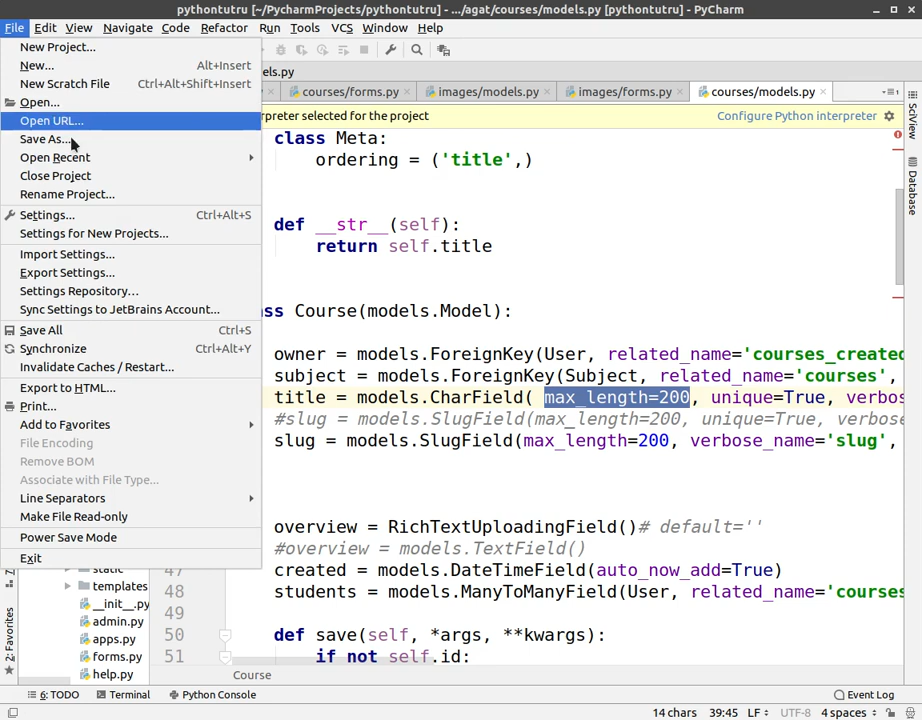 pythontutru [~/PycharmProjects/pythontutru] - .../agat/courses/models.py [pythontutru] - PyCharm
File Edit View Navigate Code Refactor Run Tools VCS Window Help
New Project...
New... Alt+Insert
New Scratch File Ctrl+Alt+Shift+Insert
Open...
Open URL...
Save As...
Open Recent
Close Project
Rename Project...
Settings... Ctrl+Alt+S
Settings for New Projects...
Import Settings...
Export Settings...
Settings Repository...
Sync Settings to JetBrains Account...
Save All Ctrl+S
Synchronize Ctrl+Alt+Y
Invalidate Caches / Restart...
Export to HTML...
Print...
Add to Favorites
File Encoding
Remove BOM
Associate with File Type...
Line Separators
Make File Read-only
Power Save Mode
Exit
els.py
courses/forms.py images/models.py images/forms.py courses/models.py
rpreter selected for the project Configure Python interpreter
class Meta:
ordering = ('title',)
def __str__(self):
return self.title
ss Course(models.Model):
owner = models.ForeignKey(User, related_name='courses_created
subject = models.ForeignKey(Subject, related_name='courses',
title = models.CharField( max_length=200, unique=True, verbos
#slug = models.SlugField(max_length=200, unique=True, verbose
slug = models.SlugField(max_length=200, verbose_name='slug',
overview = RichTextUploadingField()# default=''
#overview = models.TextField()
47 created = models.DateTimeField(auto_now_add=True)
48 students = models.ManyToManyField(User, related_name='courses
49
50 def save(self, *args, **kwargs):
51 if not self.id:
Course
static
templates
__init__.py
admin.py
apps.py
forms.py
help.py
SciView
Database
2: Favorites
6: TODO Terminal Python Console Event Log
14 chars 39:45 LF UTF-8 4 spaces